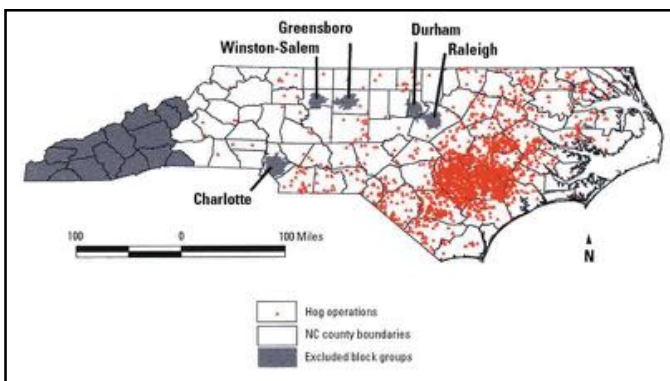 Greensboro
Durham
Winston-Salem
Raleigh
Charlotte
100 0 100 Miles
N
Hog operations
NC county boundaries
Excluded block groups